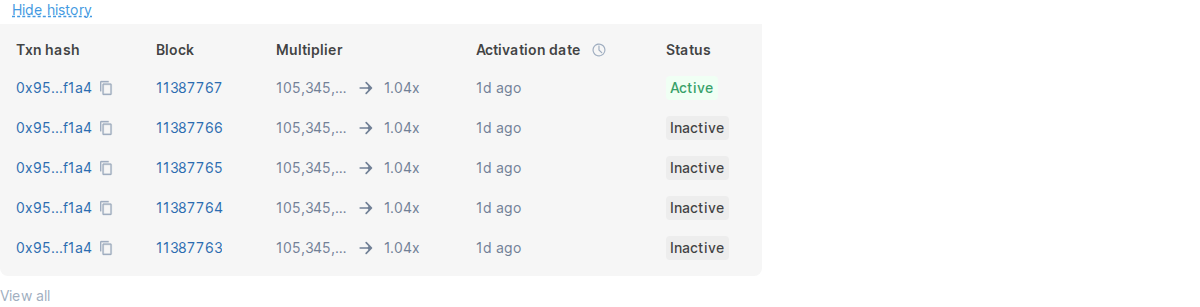 Hide history
Txn hash Block Multiplier Activation date Status
0x95...f1a4 11387767 105,345,... → 1.04x 1d ago Active
0x95...f1a4 11387766 105,345,... → 1.04x 1d ago Inactive
0x95...f1a4 11387765 105,345,... → 1.04x 1d ago Inactive
0x95...f1a4 11387764 105,345,... → 1.04x 1d ago Inactive
0x95...f1a4 11387763 105,345,... → 1.04x 1d ago Inactive
View all